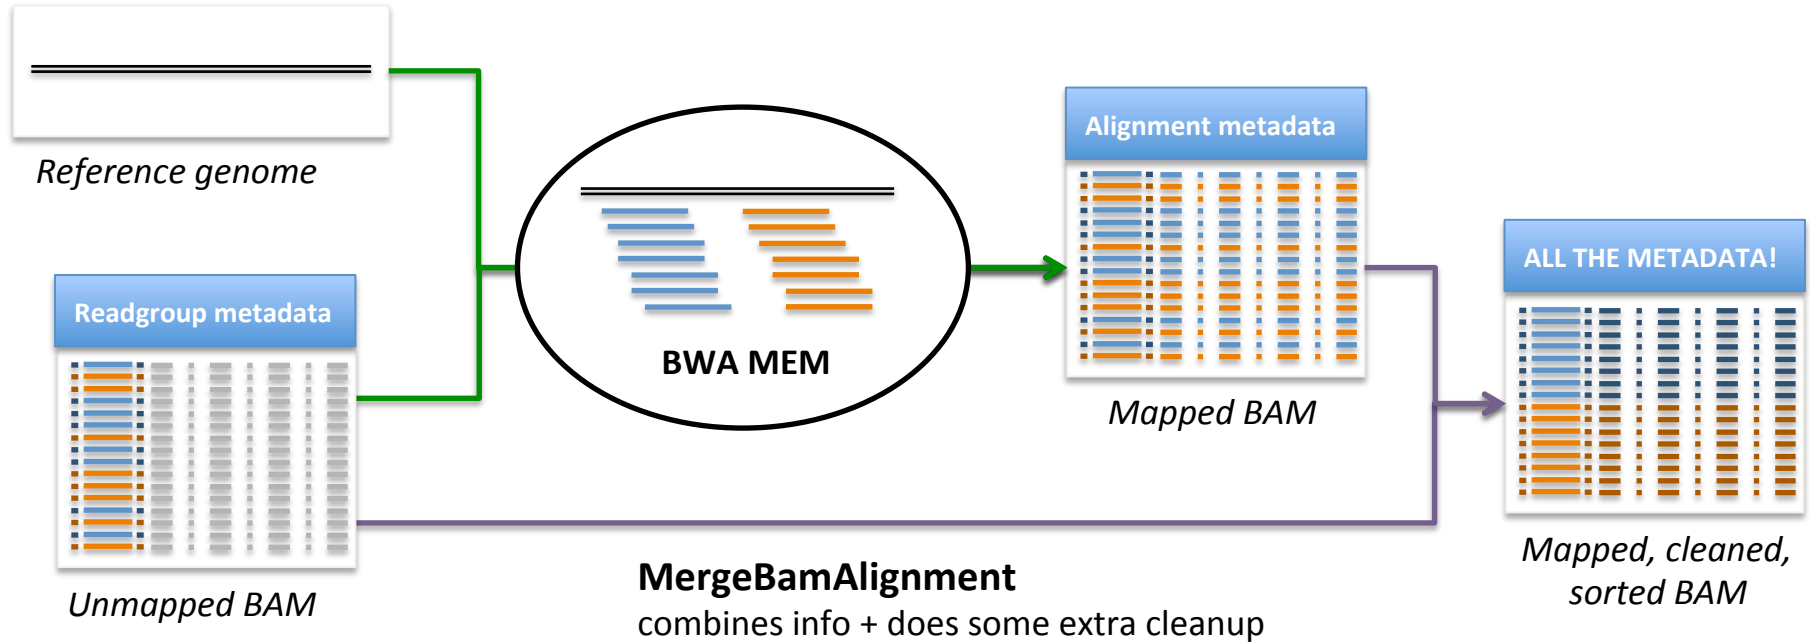 Reference genome
Readgroup metadata
Unmapped BAM
BWA MEM
Alignment metadata
Mapped BAM
ALL THE METADATA!
Mapped, cleaned,
sorted BAM
MergeBamAlignment
combines info + does some extra cleanup